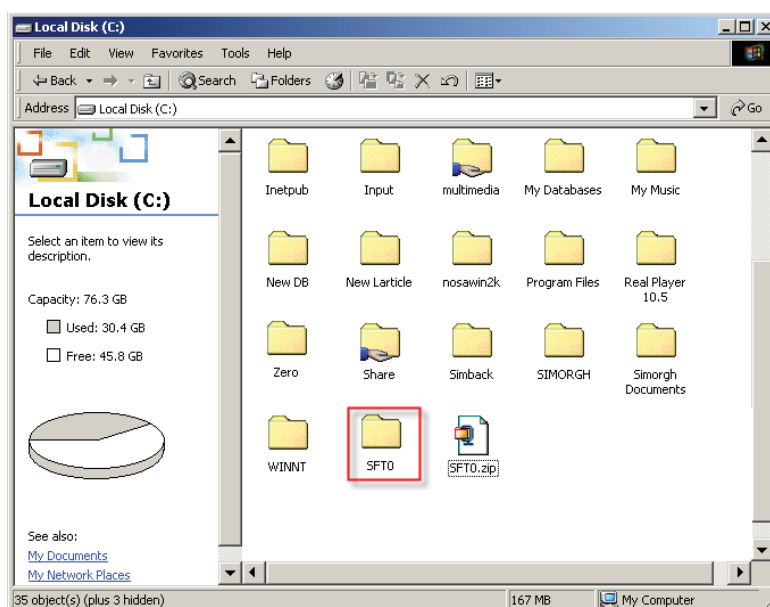 Local Disk (C:)
File Edit View Favorites Tools Help
Back Search Folders
Address Local Disk (C:) Go
Local Disk (C:)
Select an item to view its
description.
Capacity: 76.3 GB
Used: 30.4 GB
Free: 45.8 GB
See also:
My Documents
My Network Places
Inetpub Input multimedia My Databases My Music
New DB New Larticle nosawin2k Program Files Real Player
10.5
Zero Share Simback SIMORGH Simorgh
Documents
WINNT SFT0 SFT0.zip
35 object(s) (plus 3 hidden) 167 MB My Computer